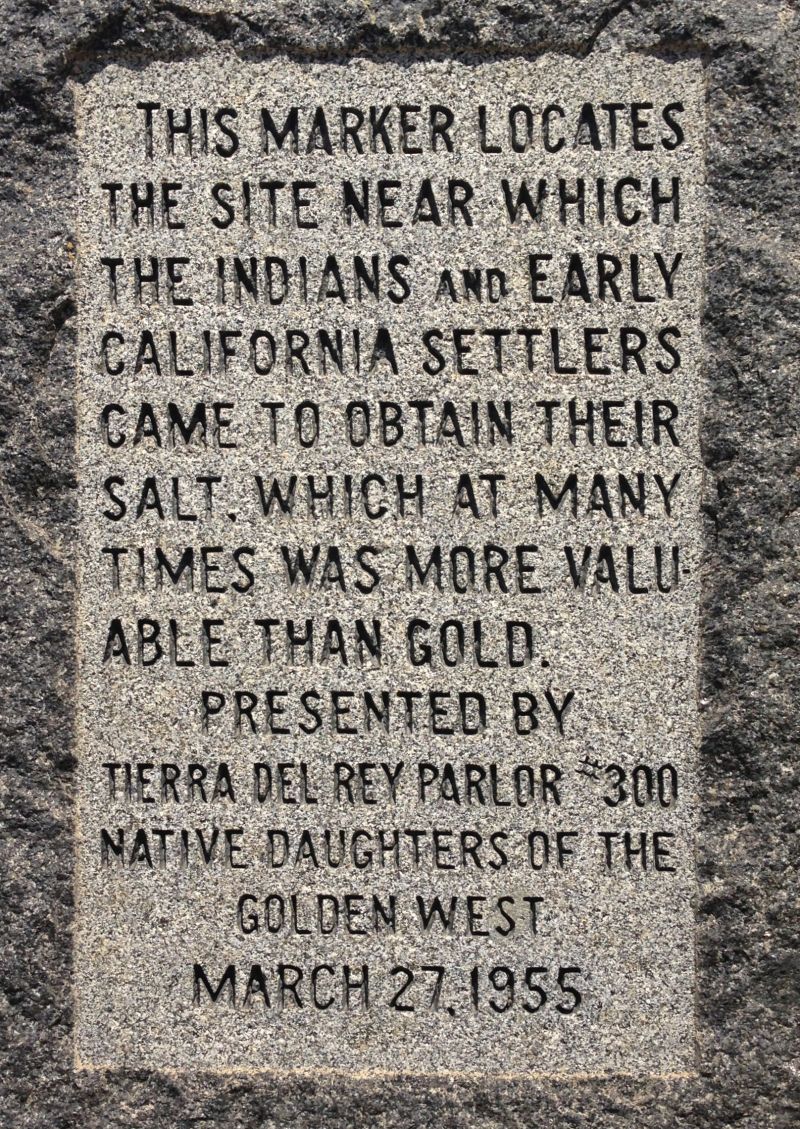 THIS MARKER LOCATES
THE SITE NEAR WHICH
THE INDIANS AND EARLY
CALIFORNIA SETTLERS
CAME TO OBTAIN THEIR
SALT, WHICH AT MANY
TIMES WAS MORE VALU-
ABLE THAN GOLD.
PRESENTED BY
TIERRA DEL REY PARLOR #300
NATIVE DAUGHTERS OF THE
GOLDEN WEST
MARCH 27, 1955